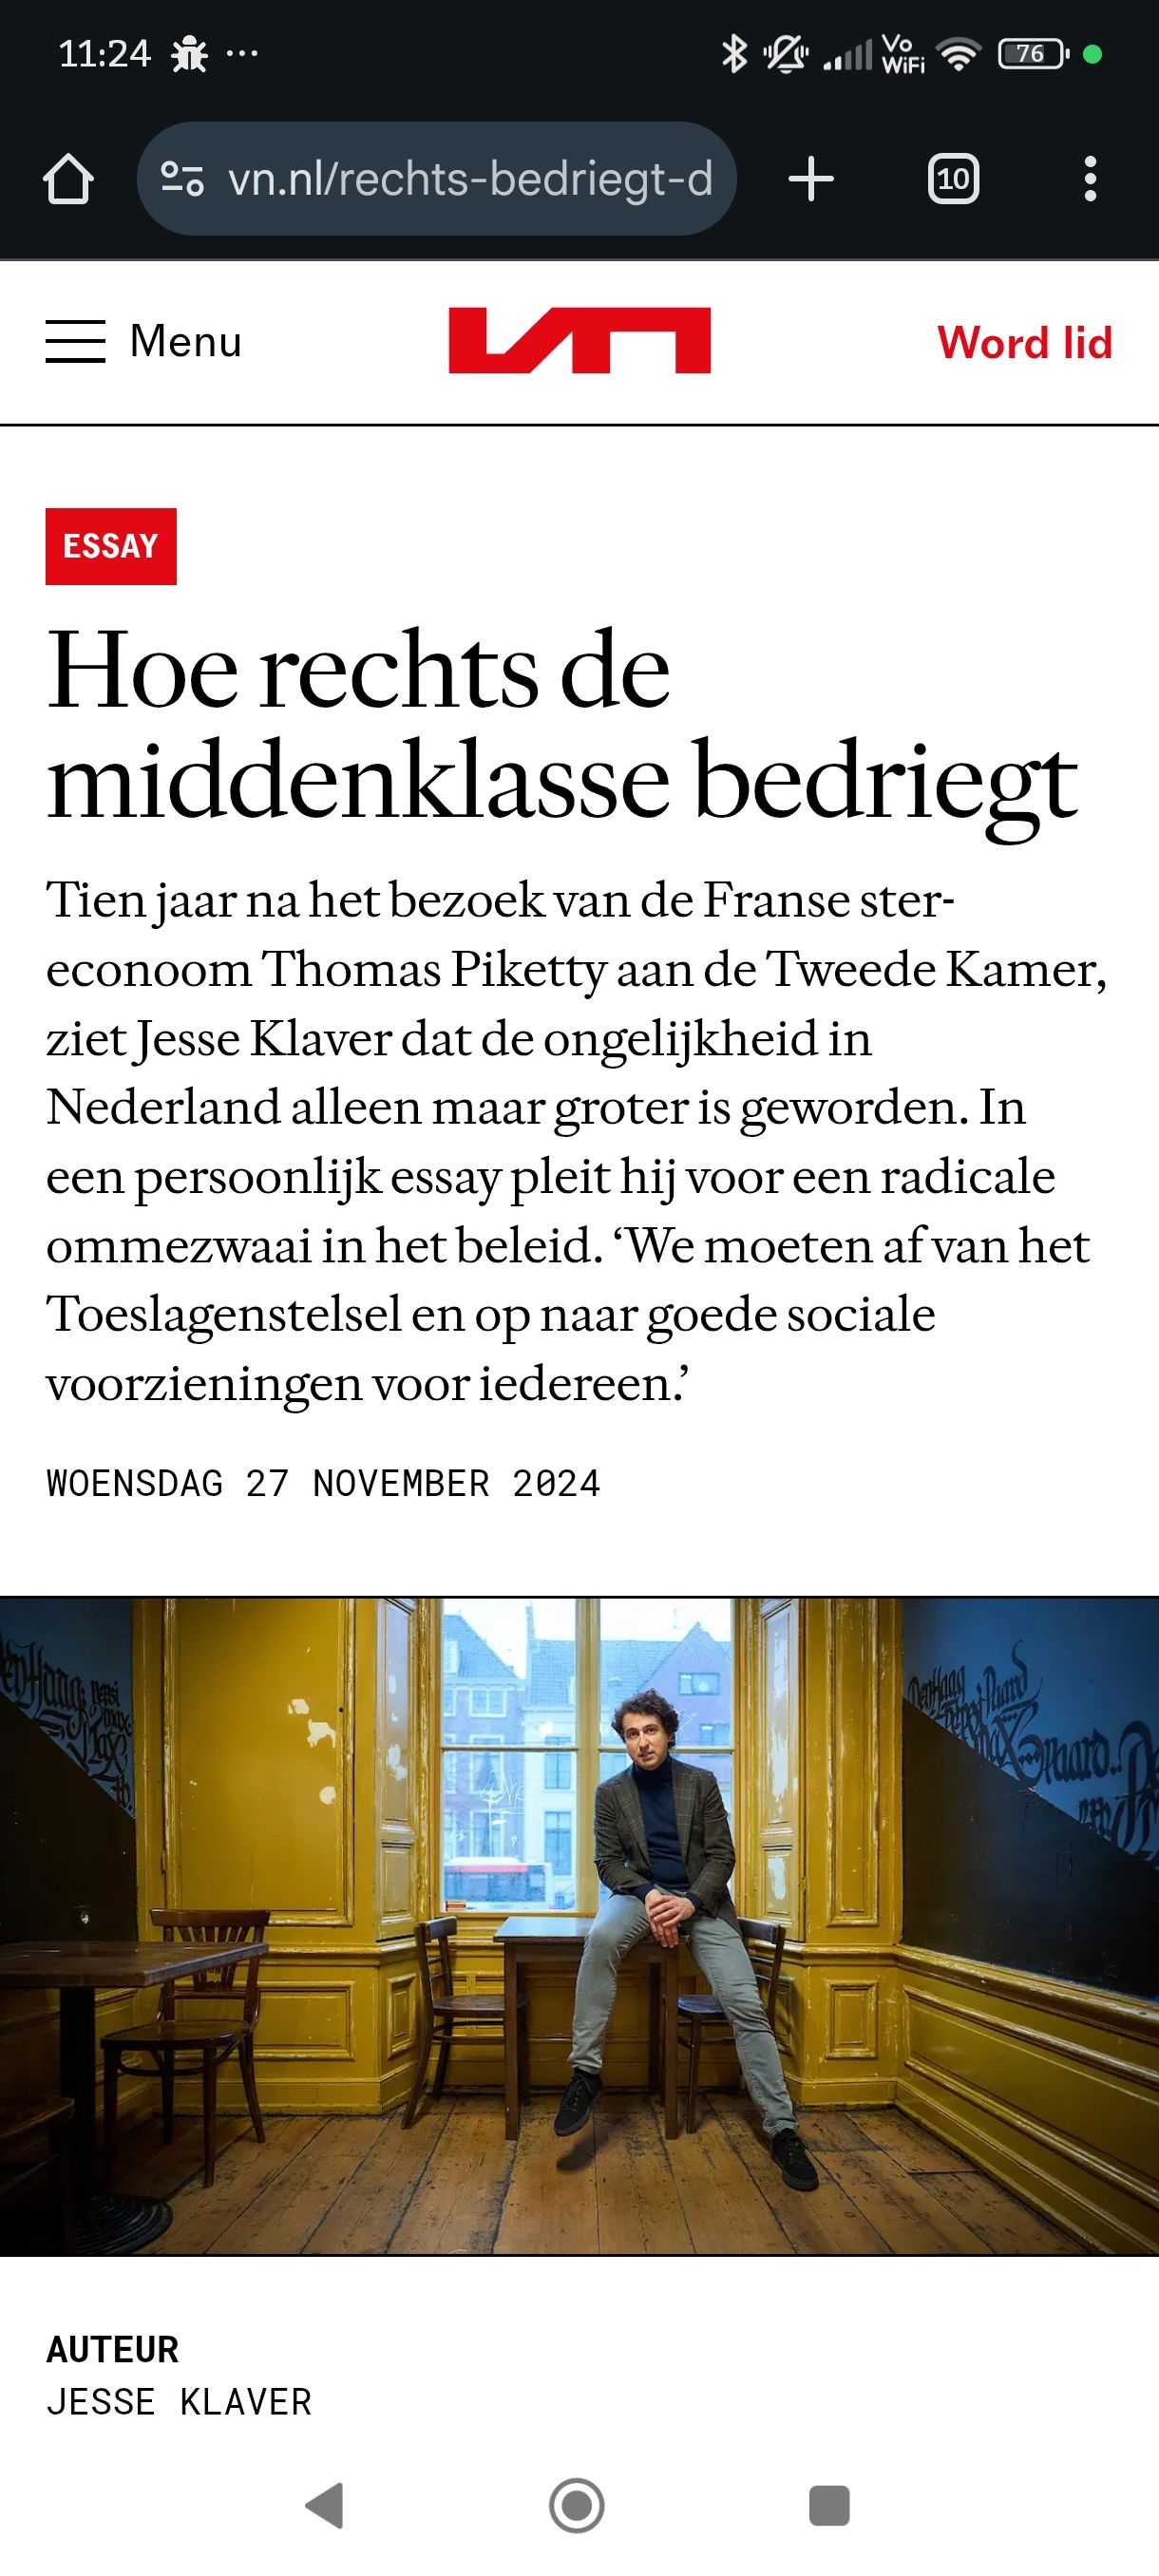 11:24
Vo
WiFi
76
vn.nl/rechts-bedriegt-d
10
Menu
vn
Word lid
ESSAY
Hoe rechts de
middenklasse bedriegt
Tien jaar na het bezoek van de Franse ster-
econoom Thomas Piketty aan de Tweede Kamer,
ziet Jesse Klaver dat de ongelijkheid in
Nederland alleen maar groter is geworden. In
een persoonlijk essay pleit hij voor een radicale
ommezwaai in het beleid. ‘We moeten af van het
Toeslagenstelsel en op naar goede sociale
voorzieningen voor iedereen.’
WOENSDAG 27 NOVEMBER 2024
AUTEUR
JESSE KLAVER